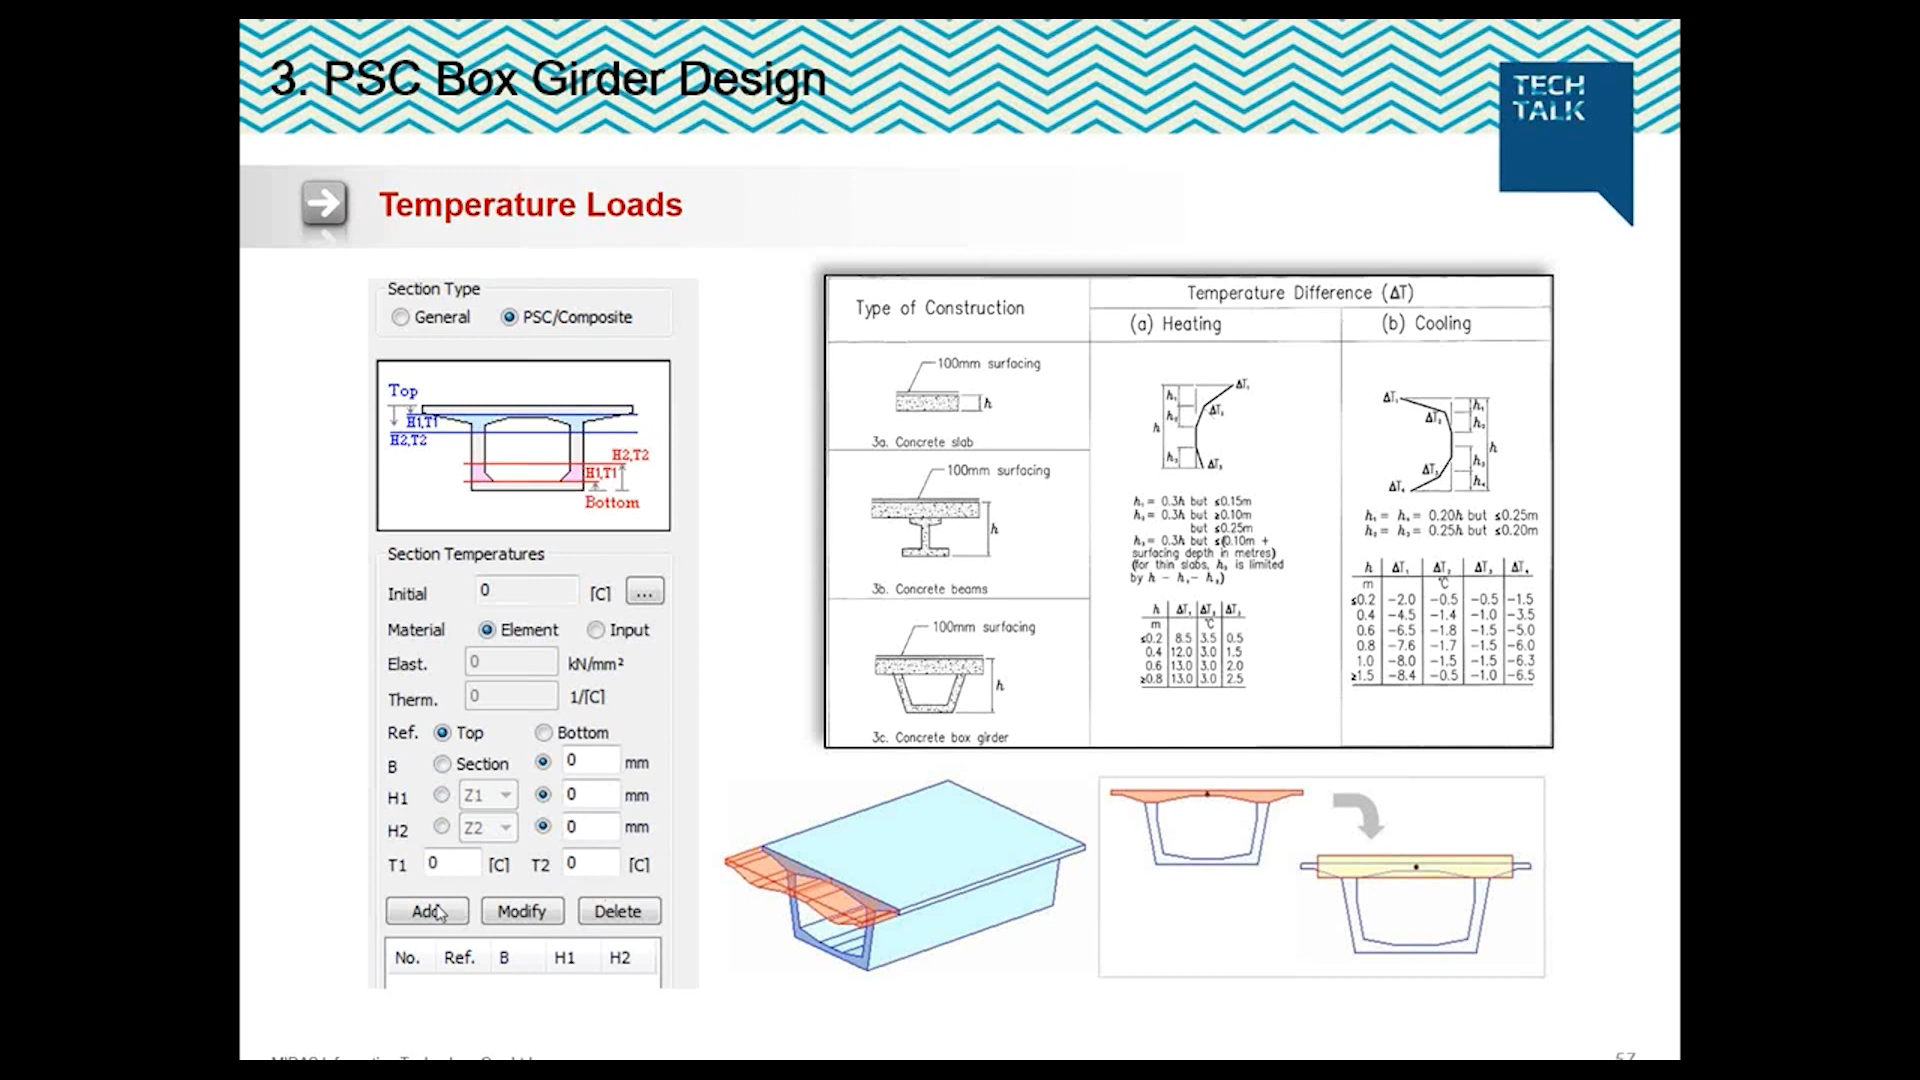 3. PSC Box Girder Design
TECH
TALK
Temperature Loads
Section Type
General PSC/Composite
Top
H1,T1
H2,T2
H2,T2
H1,T1
Bottom
Section Temperatures
Initial 0 [C] ...
Material Element Input
Elast. 0 kN/mm²
Therm. 0 1/[C]
Ref. Top Bottom
B Section 0 mm
H1 Z1 0 mm
H2 Z2 0 mm
T1 0 [C] T2 0 [C]
Add Modify Delete
No. Ref. B H1 H2
Type of Construction
Temperature Difference (ΔT)
(a) Heating (b) Cooling
100mm surfacing
h
3a. Concrete slab
100mm surfacing
h
3b. Concrete beams
100mm surfacing
h
3c. Concrete box girder
h₁= 0.3h but ≤0.15m
h₂= 0.3h but ≥0.10m
but ≤0.25m
h₃= 0.3h but ≤(0.10m +
surfacing depth in metres)
(for thin slabs, h₃ is limited
by h - h₁- h₂)
h ΔT₁ ΔT₂ ΔT₃
m °C
≤0.2 8.5 3.5 0.5
0.4 12.0 3.0 1.5
0.6 13.0 3.0 2.0
≥0.8 13.0 3.0 2.5
h₁ = h₄= 0.20h but ≤0.25m
h₂ = h₃= 0.25h but ≤0.20m
h ΔT₁ ΔT₂ ΔT₃ ΔT₄
m °C
≤0.2 -2.0 -0.5 -0.5 -1.5
0.4 -4.5 -1.4 -1.0 -3.5
0.6 -6.5 -1.8 -1.5 -5.0
0.8 -7.6 -1.7 -1.5 -6.0
1.0 -8.0 -1.5 -1.5 -6.3
≥1.5 -8.4 -0.5 -1.0 -6.5